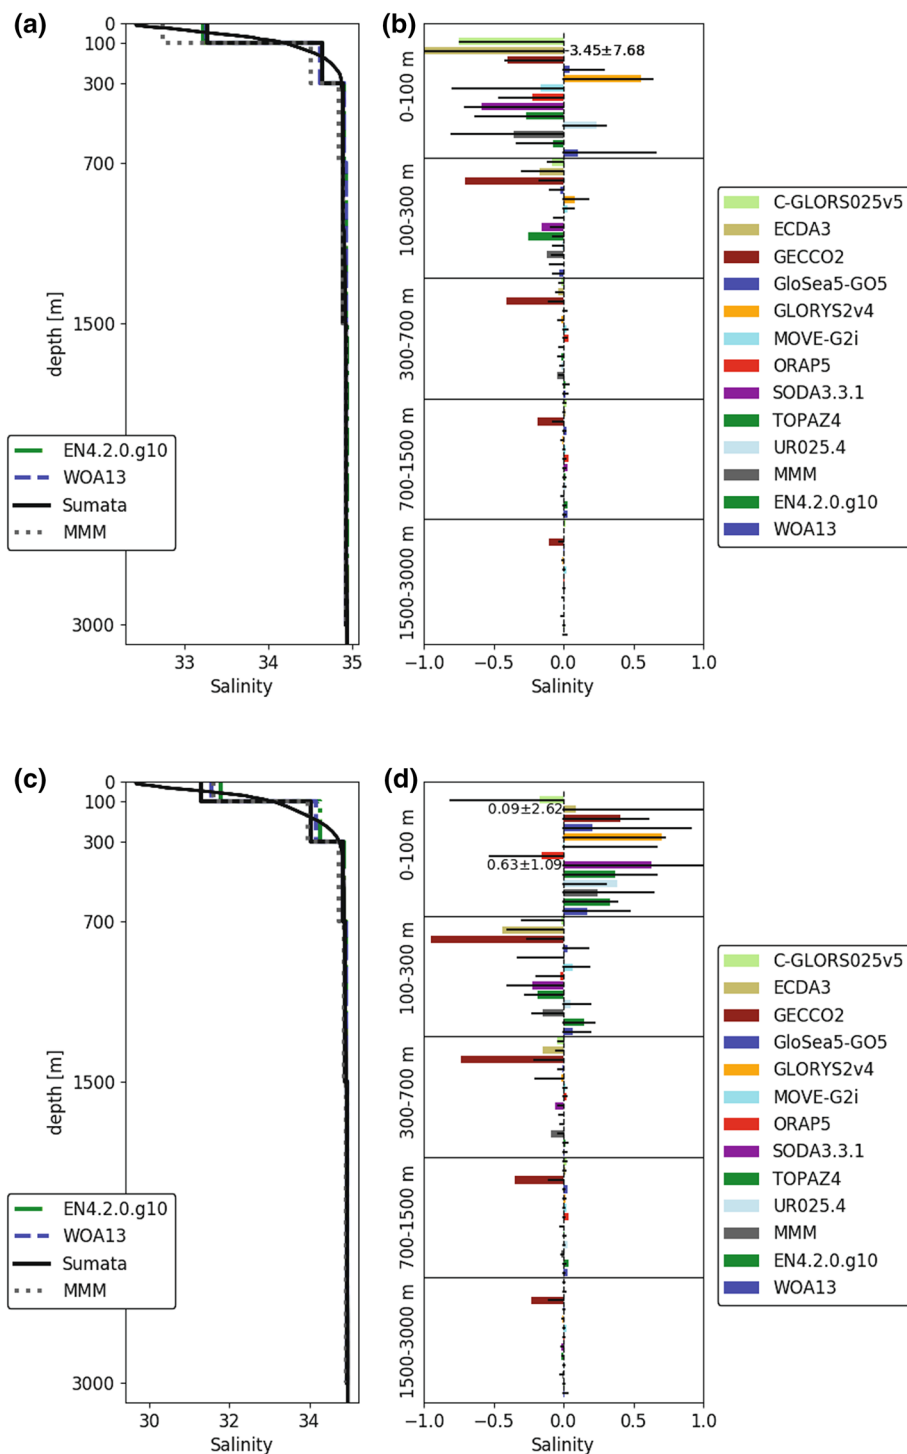 (a)
0
100
300
700
1500
3000
depth [m]
33
34
35
Salinity
EN4.2.0.g10
WOA13
Sumata
MMM
(b)
-3.45±7.68
0-100 m
100-300 m
300-700 m
700-1500 m
1500-3000 m
−1.0
−0.5
0.0
0.5
1.0
Salinity
C-GLORS025v5
ECDA3
GECCO2
GloSea5-GO5
GLORYS2v4
MOVE-G2i
ORAP5
SODA3.3.1
TOPAZ4
UR025.4
MMM
EN4.2.0.g10
WOA13
(c)
0
100
300
700
1500
3000
depth [m]
30
32
34
Salinity
EN4.2.0.g10
WOA13
Sumata
MMM
(d)
0.09±2.62
0.63±1.09
0-100 m
100-300 m
300-700 m
700-1500 m
1500-3000 m
−1.0
−0.5
0.0
0.5
1.0
Salinity
C-GLORS025v5
ECDA3
GECCO2
GloSea5-GO5
GLORYS2v4
MOVE-G2i
ORAP5
SODA3.3.1
TOPAZ4
UR025.4
MMM
EN4.2.0.g10
WOA13